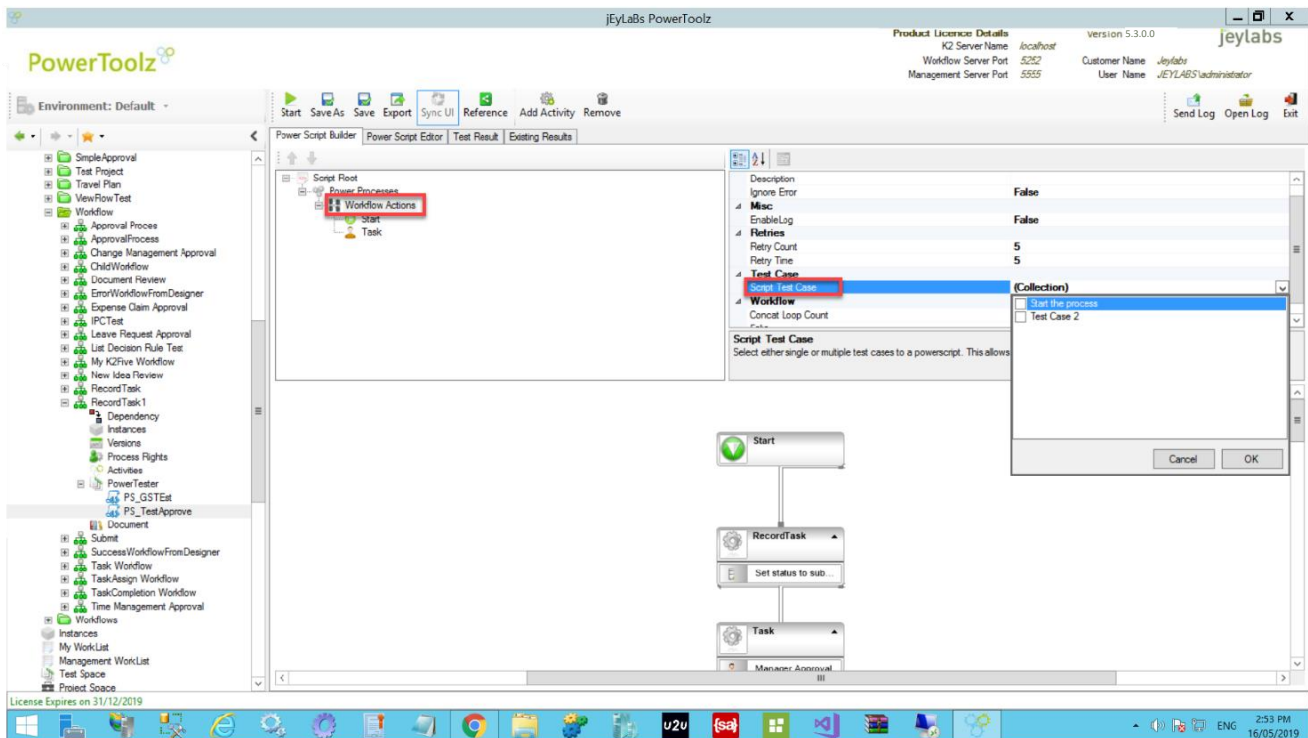 jEyLaBs PowerToolz
PowerToolz
Product Licence Details
Version 5.3.0.0
jeylabs
K2 Server Name localhost
Workflow Server Port 5252 Customer Name Jeylabs
Management Server Port 5555 User Name JEYLABS\administrator
Environment: Default
Start Save As Save Export Sync UI Reference Add Activity Remove
Send Log Open Log Exit
Power Script Builder Power Script Editor Test Result Existing Results
SmpleApproval
Test Project
Travel Plan
ViewRowTest
Workflow
Approval Proces
ApprovalProcess
Change Management Approval
ChildWorkflow
Document Review
ErrorWorkflowFromDesigner
Expense Claim Approval
IPCTest
Leave Request Approval
List Decision Rule Test
My K2Five Workflow
New Idea Review
RecordTask
RecordTask1
Dependency
Instances
Versions
Process Rights
Activities
PowerTester
PS_GSTEst
PS_TestApprove
Document
Submit
SuccessWorkflowFromDesigner
Task Workflow
TaskAssign Workflow
TaskCompletion Workflow
Time Management Approval
Workflows
Instances
My WorkList
Management WorkList
Test Space
Project Space
Script Root
Power Processes
Workflow Actions
Start
Task
Description
Ignore Error False
Misc
EnableLog False
Retries
Retry Count 5
Retry Time 5
Test Case
Script Test Case (Collection)
Workflow
Concat Loop Count
Start the process
Test Case 2
Cancel OK
Script Test Case
Select either single or multiple test cases to a powerscript. This allows
Start
RecordTask
Set status to sub...
Task
Manager Approval
License Expires on 31/12/2019
u2u
{sa}
ENG
2:53 PM
16/05/2019